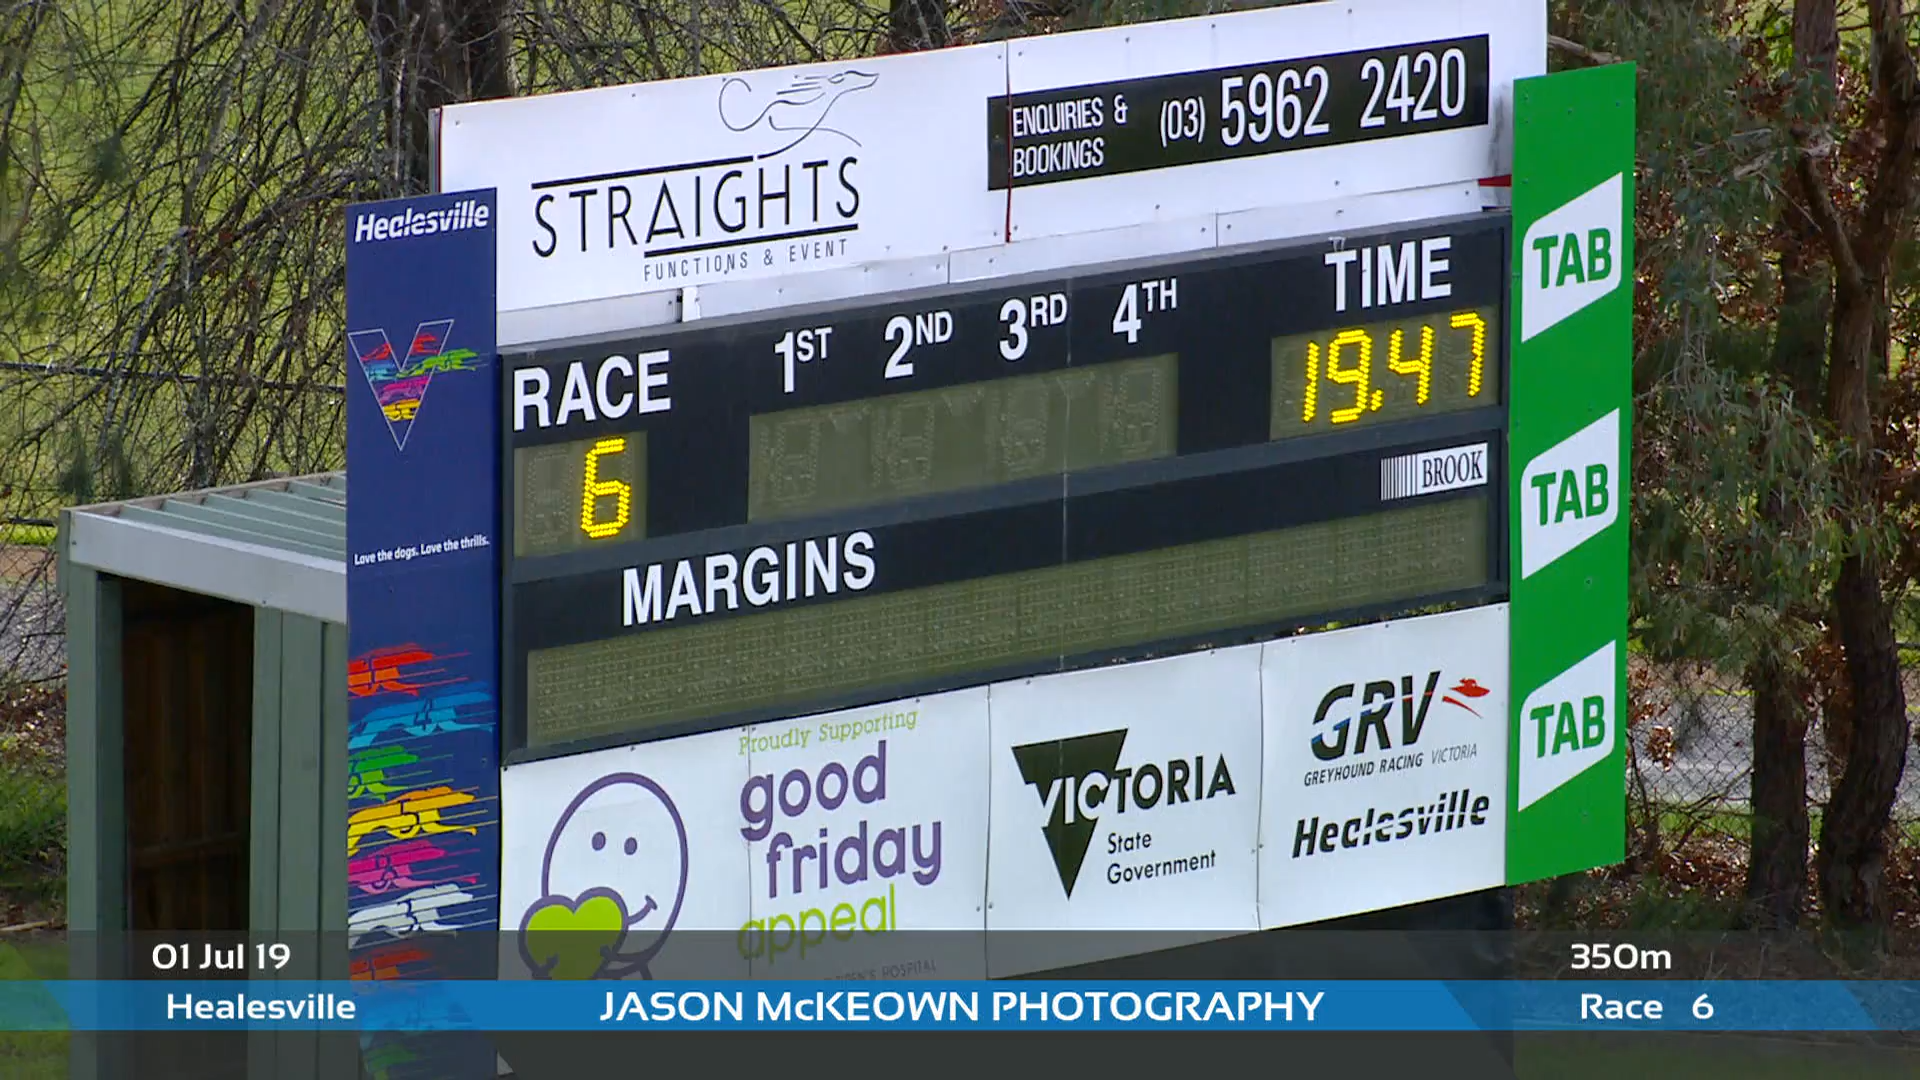 STRAIGHTS
FUNCTIONS & EVENT
ENQUIRIES &
BOOKINGS
(03) 5962 2420
Healesville
Love the dogs. Love the thrills.
RACE
6
1ST 2ND 3RD 4TH
TIME
19.47
BROOK
MARGINS
TAB
TAB
TAB
Proudly Supporting
good
friday
appeal
VICTORIA
State
Government
GRV
GREYHOUND RACING VICTORIA
Healesville
01 Jul 19
350m
Healesville
JASON McKEOWN PHOTOGRAPHY
Race 6